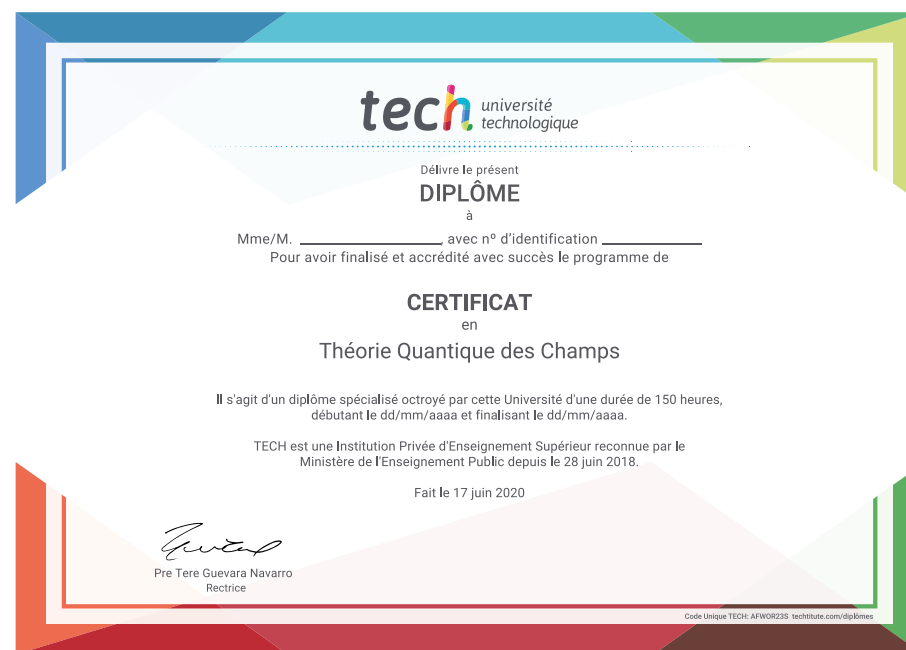 tech université
technologique
Délivre le présent
DIPLÔME
à
Mme/M. ____________________, avec nº d'identification ______________
Pour avoir finalisé et accrédité avec succès le programme de
CERTIFICAT
en
Théorie Quantique des Champs
Il s'agit d'un diplôme spécialisé octroyé par cette Université d'une durée de 150 heures,
débutant le dd/mm/aaaa et finalisant le dd/mm/aaaa.
TECH est une Institution Privée d'Enseignement Supérieur reconnue par le
Ministère de l'Enseignement Public depuis le 28 juin 2018.
Fait le 17 juin 2020
Pre Tere Guevara Navarro
Rectrice
Code Unique TECH: AFWOR23S techtitute.com/diplômes